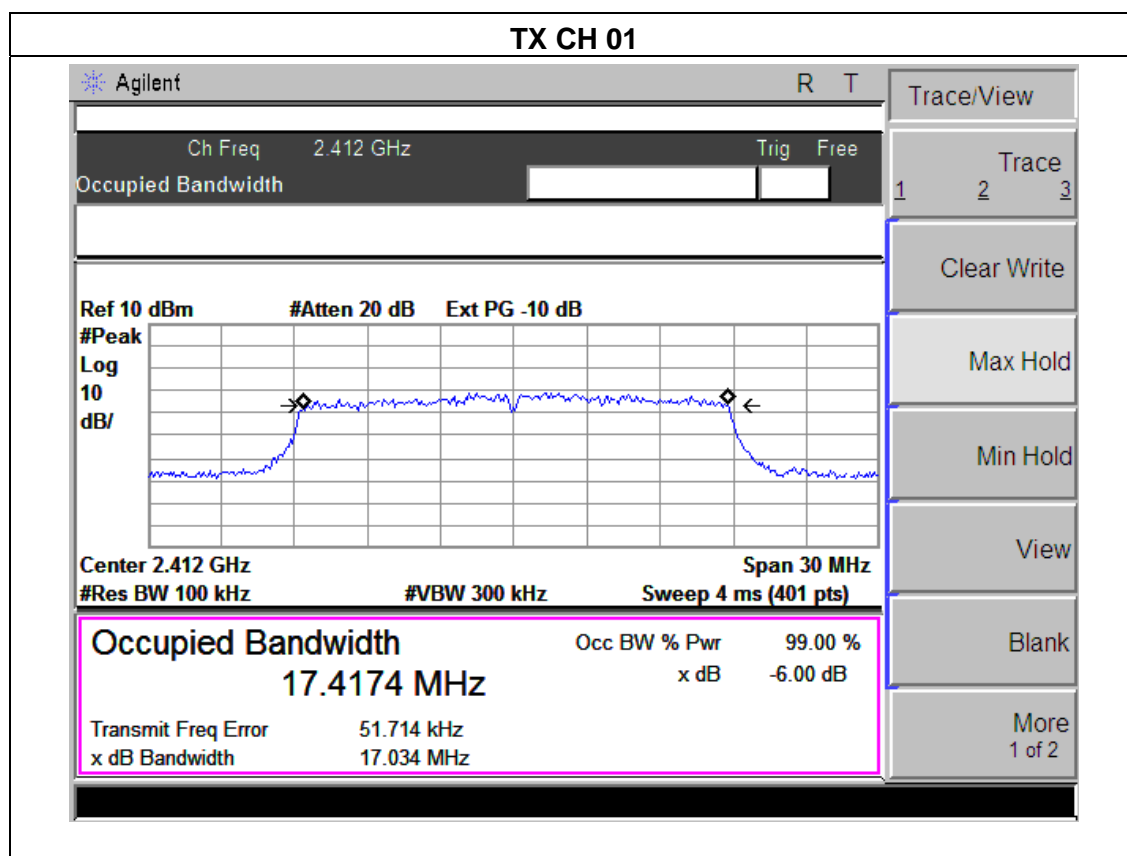 TX CH 01
Agilent R T
Trace/View
Ch Freq 2.412 GHz Trig Free
Occupied Bandwidth
Trace
1 2 3
Clear Write
Max Hold
Min Hold
View
Blank
More
1 of 2
Ref 10 dBm #Atten 20 dB Ext PG -10 dB
#Peak
Log
10
dB/
Center 2.412 GHz Span 30 MHz
#Res BW 100 kHz #VBW 300 kHz Sweep 4 ms (401 pts)
Occupied Bandwidth Occ BW % Pwr 99.00 %
17.4174 MHz x dB -6.00 dB
Transmit Freq Error 51.714 kHz
x dB Bandwidth 17.034 MHz